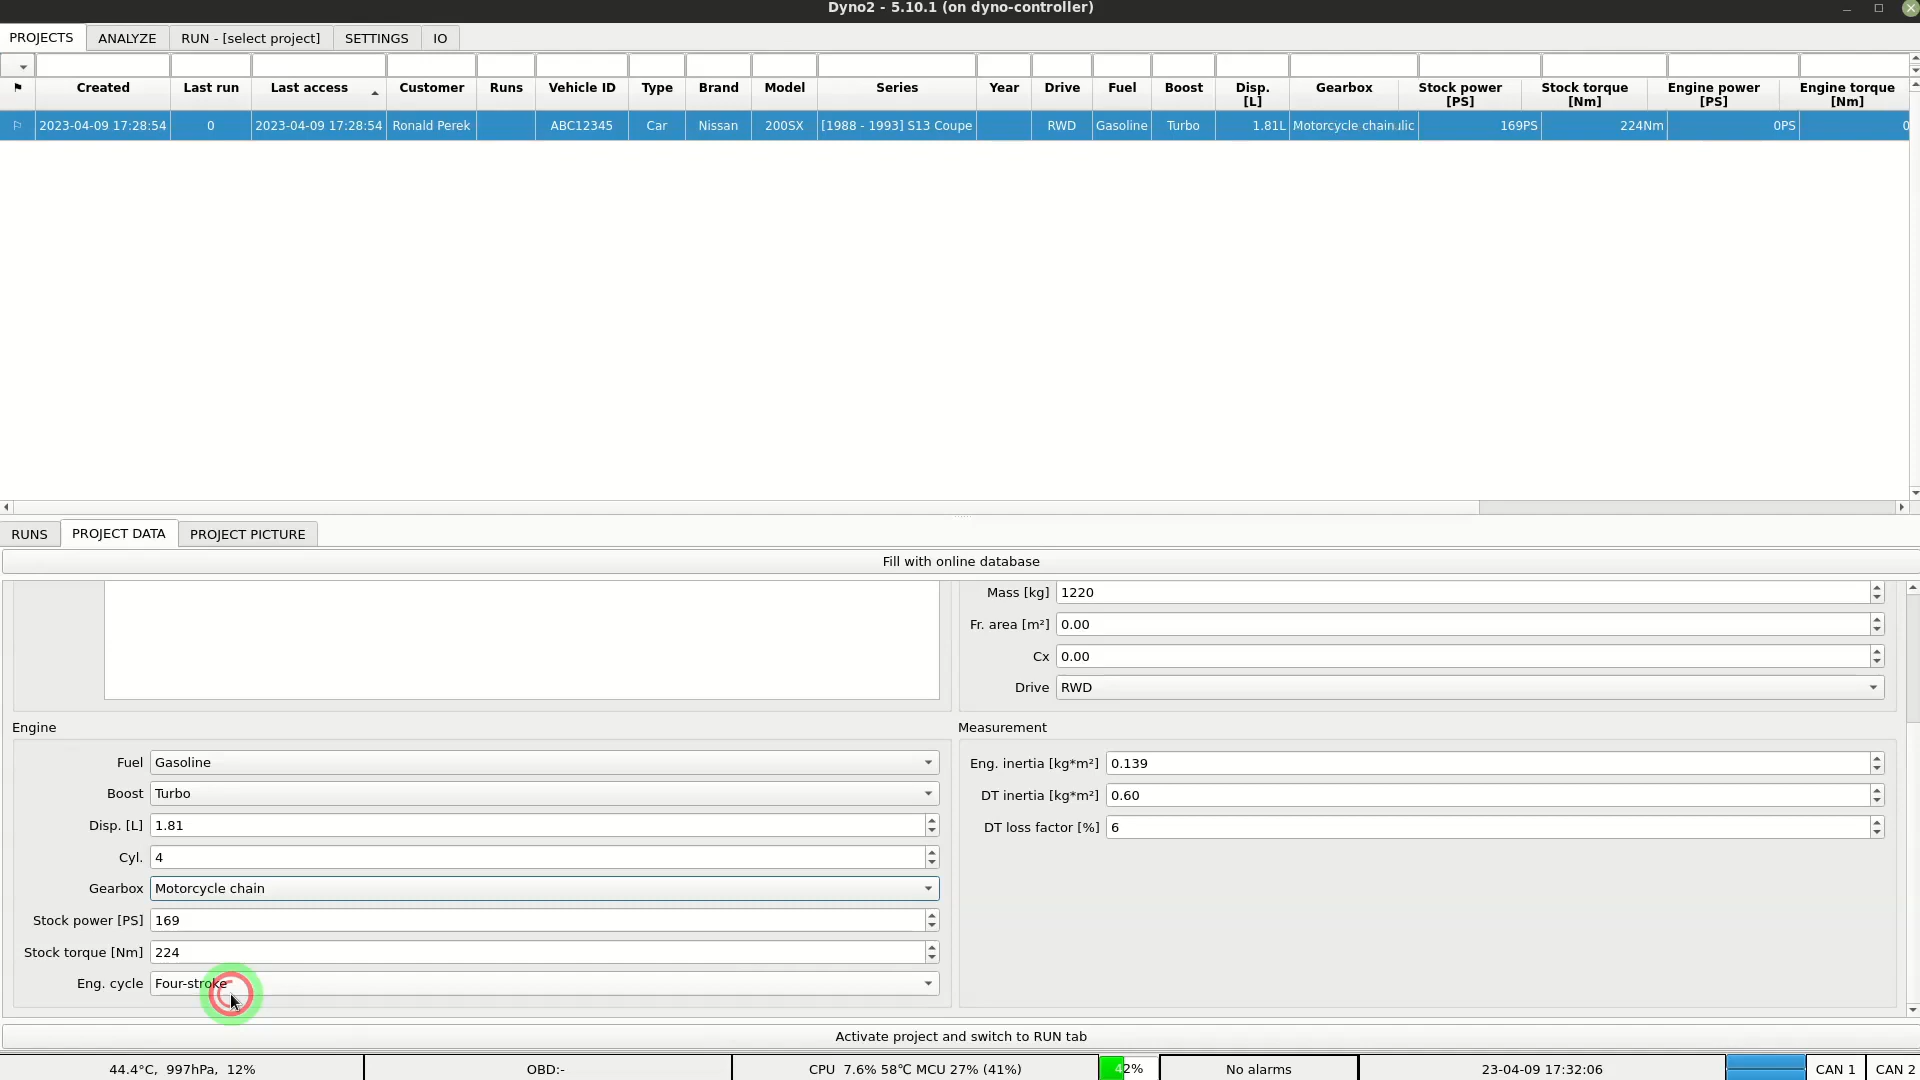 Dyno2 - 5.10.1 (on dyno-controller)
PROJECTS ANALYZE RUN - [select project] SETTINGS IO
Created Last run Last access Customer Runs Vehicle ID Type Brand Model Series Year Drive Fuel Boost Disp. [L] Gearbox Stock power [PS] Stock torque [Nm] Engine power [PS] Engine torque [Nm]
2023-04-09 17:28:54 0 2023-04-09 17:28:54 Ronald Perek ABC12345 Car Nissan 200SX [1988 - 1993] S13 Coupe RWD Gasoline Turbo 1.81L Motorcycle chain 169PS 224Nm 0PS 0
RUNS PROJECT DATA PROJECT PICTURE
Fill with online database
Mass [kg] 1220
Fr. area [m²] 0.00
Cx 0.00
Drive RWD
Engine
Fuel Gasoline
Boost Turbo
Disp. [L] 1.81
Cyl. 4
Gearbox Motorcycle chain
Stock power [PS] 169
Stock torque [Nm] 224
Eng. cycle Four-stroke
Measurement
Eng. inertia [kg*m²] 0.139
DT inertia [kg*m²] 0.60
DT loss factor [%] 6
Activate project and switch to RUN tab
44.4°C, 997hPa, 12% OBD:- CPU 7.6% 58°C MCU 27% (41%) 42% No alarms 23-04-09 17:32:06 CAN 1 CAN 2